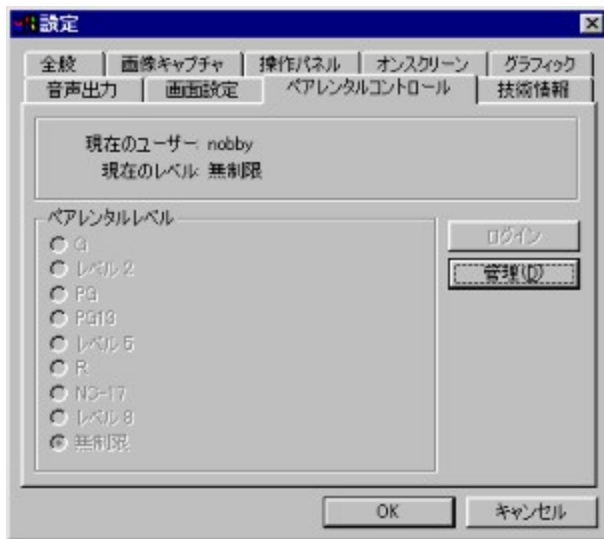 設定
全般 画像キャプチャ 操作パネル オンスクリーン グラフィック
音声出力 画面設定 ペアレンタルコントロール 技術情報
現在のユーザー: nobby
現在のレベル: 無制限
ペアレンタルレベル
G
レベル 2
PG
PG13
レベル 5
R
NC-17
レベル 8
無制限
ログイン
管理(D)
OK キャンセル